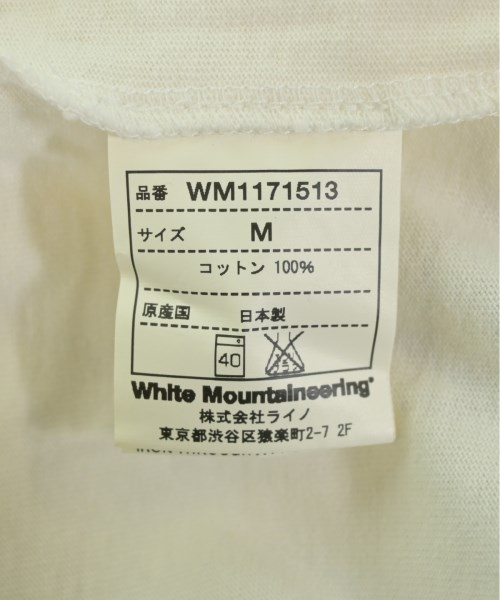 品番 WM1171513
サイズ M
コットン 100%
原産国 日本製
40
White Mountaineering®
株式会社ライノ
東京都渋谷区猿楽町2-7 2F